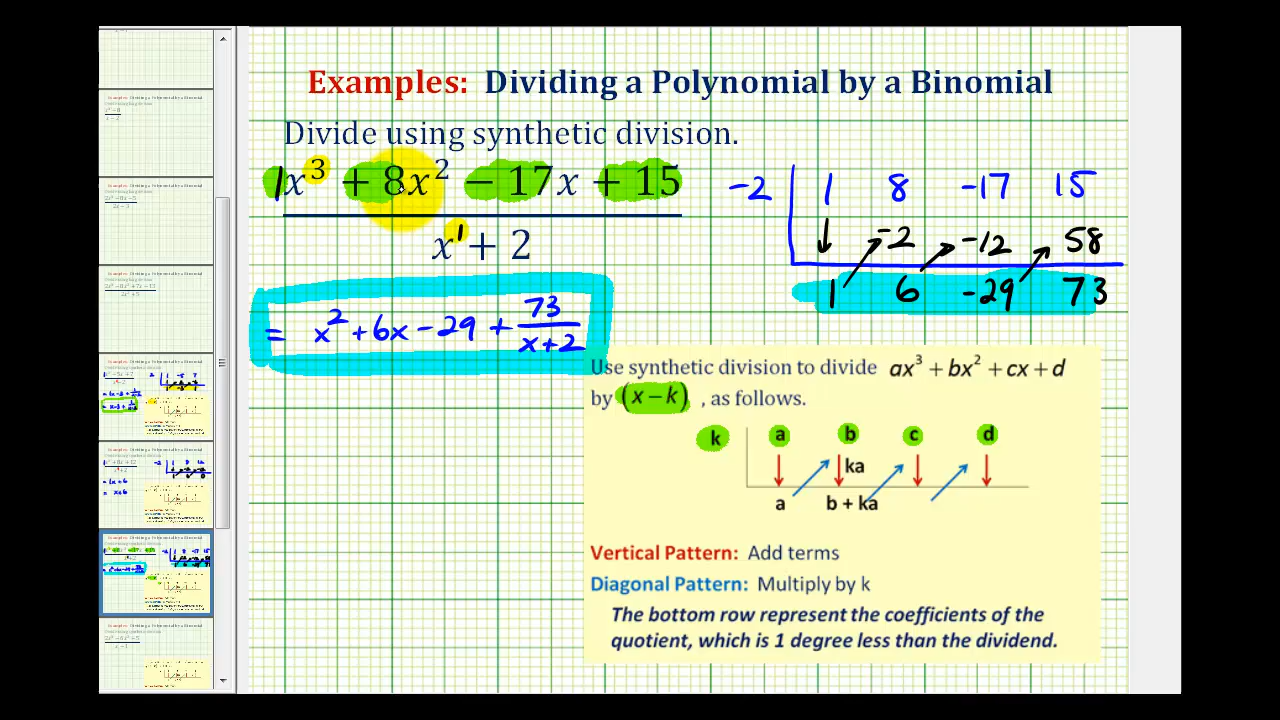 Examples: Dividing a Polynomial by a Binomial
Divide using synthetic division.
1x³ + 8x² − 17x + 15
x¹ + 2
= x² + 6x − 29 + 73/(x+2)
-2 | 1 8 -17 15
-2 -12 58
1 6 -29 73
Use synthetic division to divide ax³ + bx² + cx + d
by (x − k) , as follows.
k a b c d
ka
a b + ka
Vertical Pattern: Add terms
Diagonal Pattern: Multiply by k
The bottom row represent the coefficients of the
quotient, which is 1 degree less than the dividend.